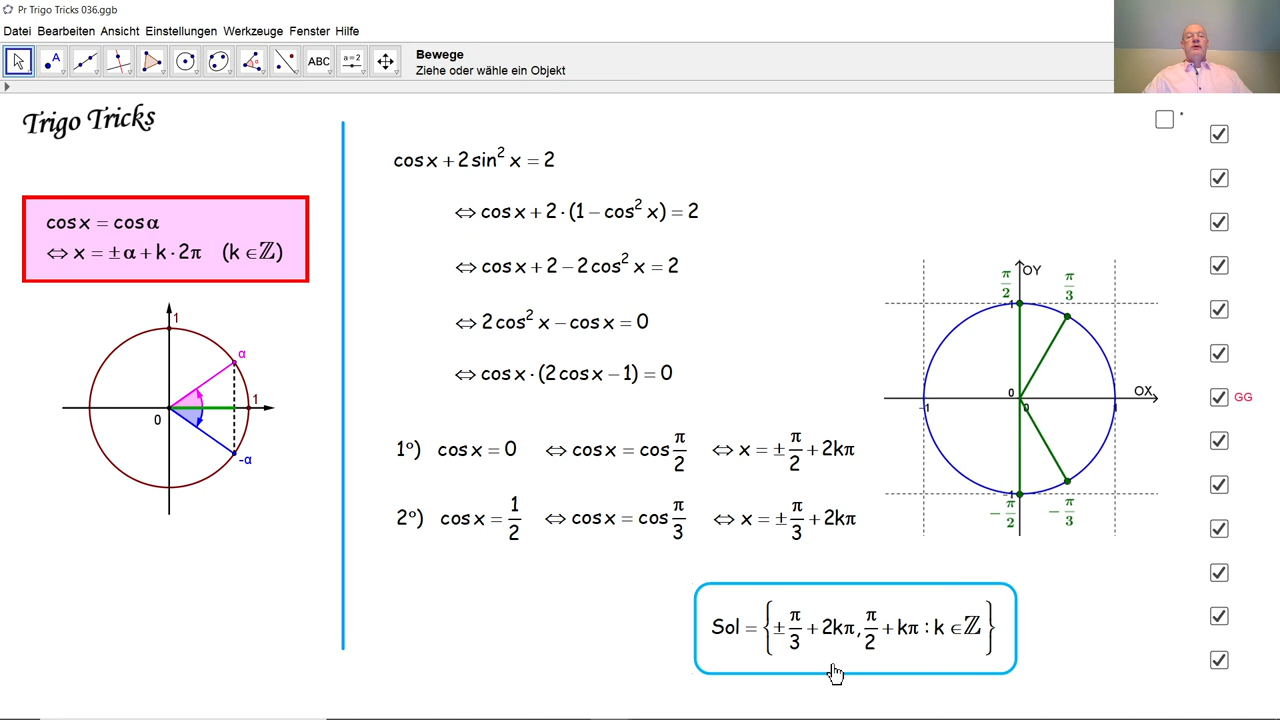 Pr Trigo Tricks 036.ggb
Datei Bearbeiten Ansicht Einstellungen Werkzeuge Fenster Hilfe
A
ABC
a=2
Bewege
Ziehe oder wähle ein Objekt
Trigo Tricks
cos x = cos α
⇔ x = ± α + k · 2π (k ∈ ℤ)
1
α
1
0
-α
cos x + 2 sin² x = 2
⇔ cos x + 2 · (1 − cos² x) = 2
⇔ cos x + 2 − 2 cos² x = 2
⇔ 2 cos² x − cos x = 0
⇔ cos x · (2 cos x − 1) = 0
1°) cos x = 0 ⇔ cos x = cos π/2 ⇔ x = ± π/2 + 2kπ
2°) cos x = 1/2 ⇔ cos x = cos π/3 ⇔ x = ± π/3 + 2kπ
Sol = { ± π/3 + 2kπ, π/2 + kπ : k ∈ ℤ }
π/2 OY π/3
1
0 OX
-1 0 1
-1
− π/2 − π/3
*
GG